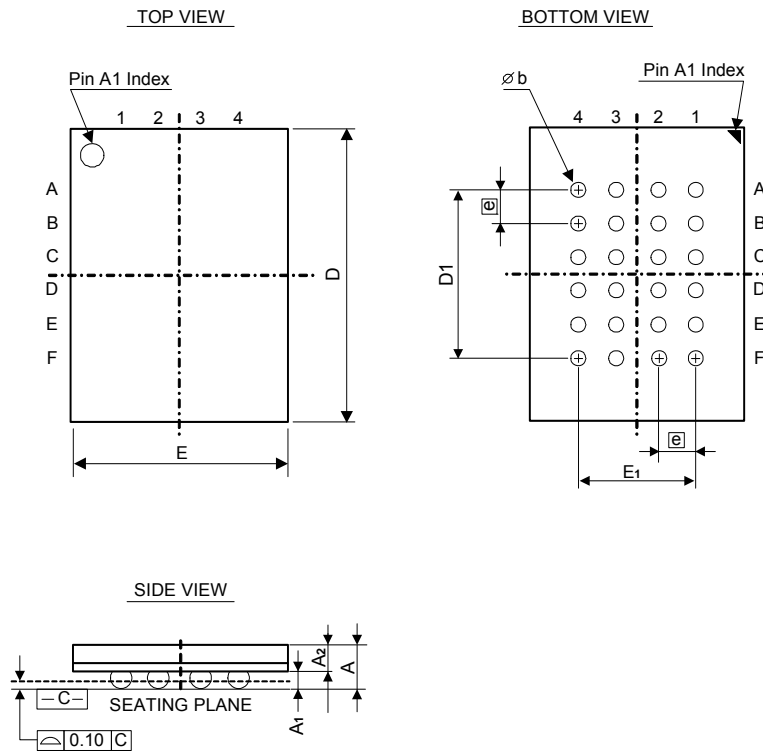 TOP VIEW
Pin A1 Index
1 2 3 4
A
B
C
D
E
F
D
E
BOTTOM VIEW
⌀b
Pin A1 Index
4 3 2 1
A
B
C
D
E
F
e
D1
e
E1
SIDE VIEW
A2
A
A1
–C–
SEATING PLANE
⌓ 0.10 C